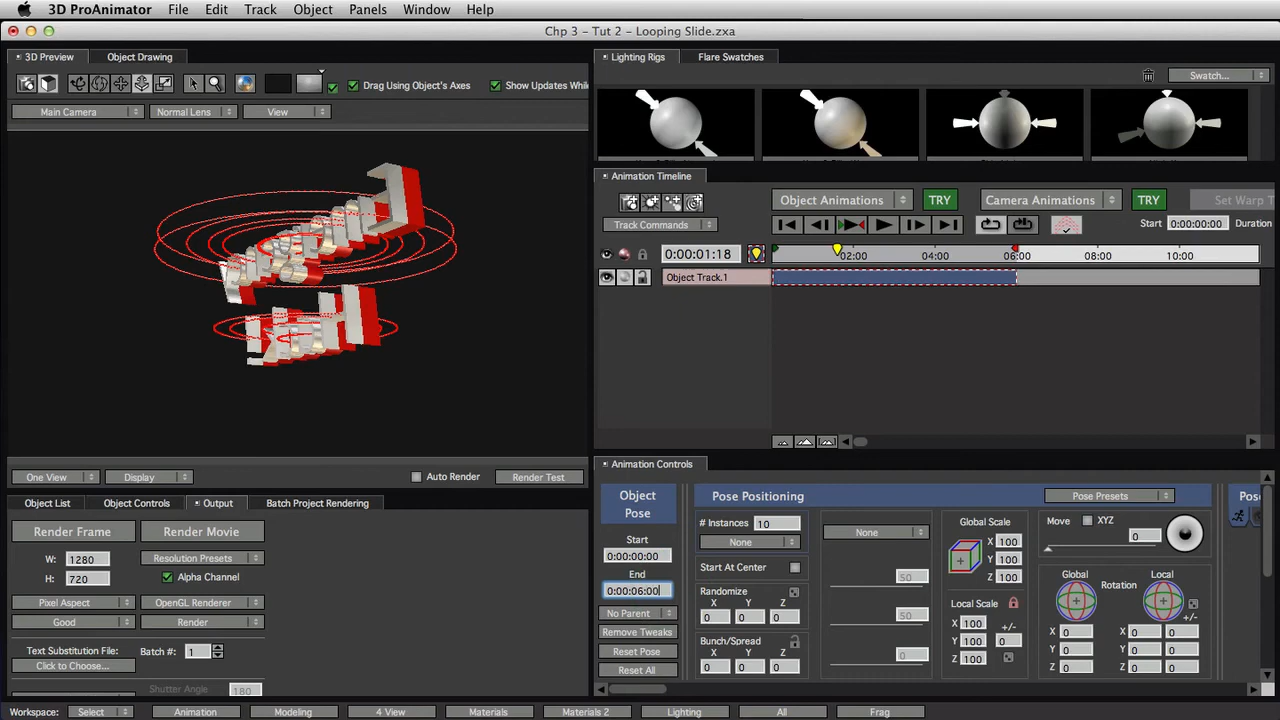 3D ProAnimator File Edit Track Object Panels Window Help
Chp 3 - Tut 2 - Looping Slide.zxa
3D Preview Object Drawing
Lighting Rigs Flare Swatches
Drag Using Object's Axes Show Updates Whil
Swatch...
Main Camera Normal Lens View
Animation Timeline
Object Animations TRY Camera Animations TRY Set Warp T
Track Commands Start 0:00:00:00 Duration
0:00:01:18 02:00 04:00 06:00 08:00 10:00
Object Track.1
One View Display Auto Render Render Test
Animation Controls
Object List Object Controls Output Batch Project Rendering
Render Frame Render Movie
W: 1280 Resolution Presets
H: 720 Alpha Channel
Pixel Aspect OpenGL Renderer
Good Render
Text Substitution File: Batch #: 1
Click to Choose...
Shutter Angle 180
Object Pose
Start
0:00:00:00
End
0:00:06:00
No Parent
Remove Tweaks
Reset Pose
Reset All
Pose Positioning Pose Presets Pos
# Instances 10
None
Start At Center
Randomize
X Y Z
0 0 0
Bunch/Spread
X Y Z
0 0 0
None
50
50
0
Global Scale
X 100
Y 100
Z 100
Local Scale
X 100 +/-
Y 100 0
Z 100
Move XYZ 0
Global Rotation Local
+/-
X 0 X 0 0
Y 0 Y 0 0
Z 0 Z 0 0
Workspace: Select Animation Modeling 4 View Materials Materials 2 Lighting All Frag